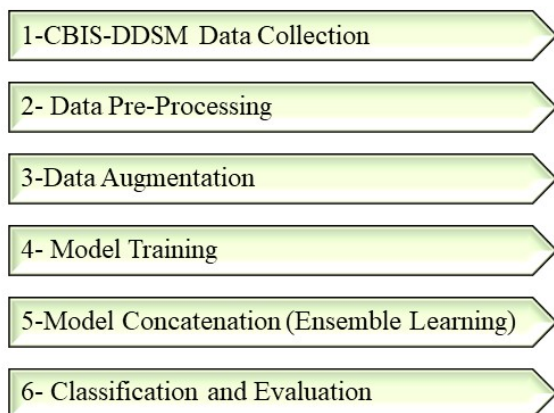 1-CBIS-DDSM Data Collection
2- Data Pre-Processing
3-Data Augmentation
4- Model Training
5-Model Concatenation (Ensemble Learning)
6- Classification and Evaluation